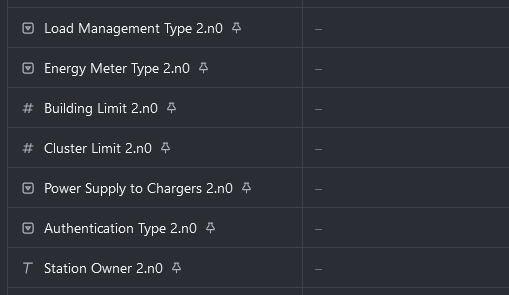 Load Management Type 2.n0 –
Energy Meter Type 2.n0 –
# Building Limit 2.n0 –
# Cluster Limit 2.n0 –
Power Supply to Chargers 2.n0 –
Authentication Type 2.n0 –
T Station Owner 2.n0 –